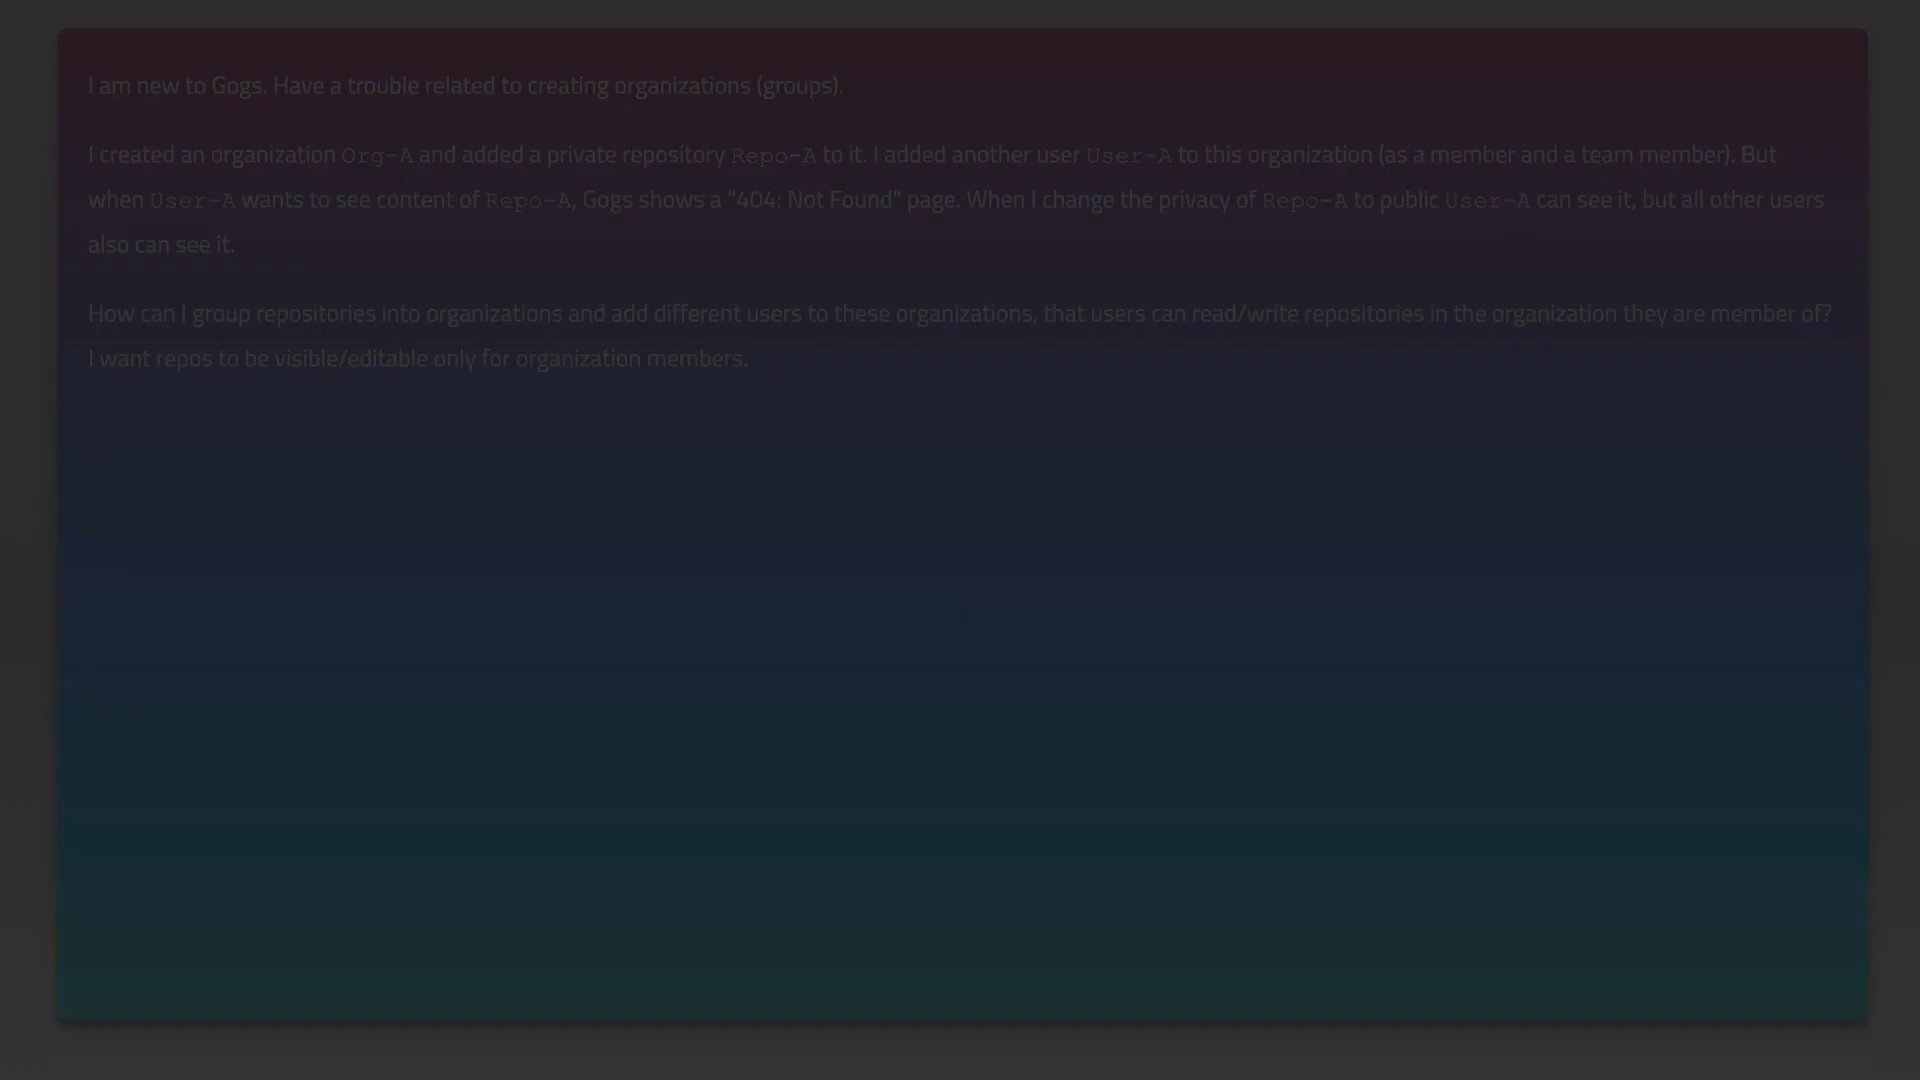 I am new to Gogs. Have a trouble related to creating organizations (groups).
I created an organization Org-A and added a private repository Repo-A to it. I added another user User-A to this organization (as a member and a team member). But
when User-A wants to see content of Repo-A, Gogs shows a "404: Not Found" page. When I change the privacy of Repo-A to public User-A can see it, but all other users
also can see it.
How can I group repositories into organizations and add different users to these organizations, that users can read/write repositories in the organization they are member of?
I want repos to be visible/editable only for organization members.